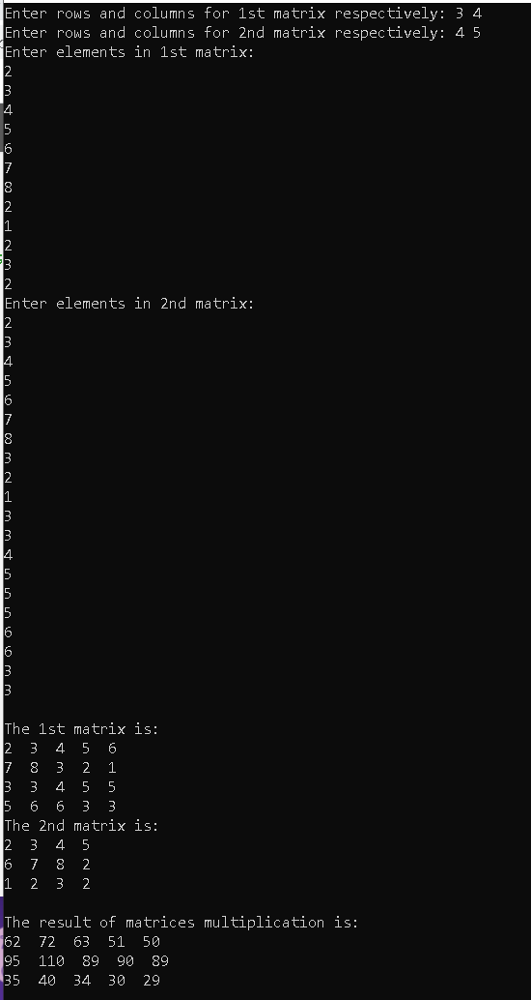 Enter rows and columns for 1st matrix respectively: 3 4
Enter rows and columns for 2nd matrix respectively: 4 5
Enter elements in 1st matrix:
2
3
4
5
6
7
8
2
1
2
3
2
Enter elements in 2nd matrix:
2
3
4
5
6
7
8
3
2
1
3
3
4
5
5
5
6
6
3
3
The 1st matrix is:
2 3 4 5 6
7 8 3 2 1
3 3 4 5 5
5 6 6 3 3
The 2nd matrix is:
2 3 4 5
6 7 8 2
1 2 3 2
The result of matrices multiplication is:
62 72 63 51 50
95 110 89 90 89
35 40 34 30 29